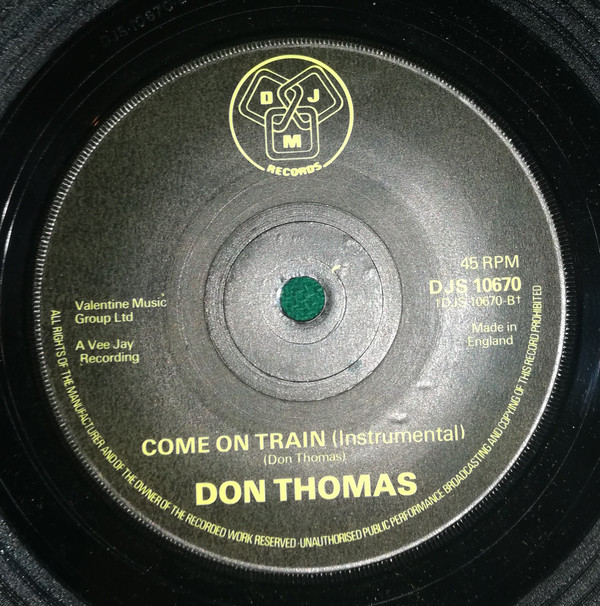 D J
M
RECORDS
45 RPM
DJS 10670
1DJS 10670-B1
Valentine Music
Group Ltd
A Vee Jay
Recording
Made in
England
COME ON TRAIN (Instrumental)
(Don Thomas)
DON THOMAS
ALL RIGHTS OF THE MANUFACTURER AND OF THE OWNER OF THE RECORDED WORK RESERVED · UNAUTHORISED PUBLIC PERFORMANCE BROADCASTING AND COPYING OF THIS RECORD PROHIBITED